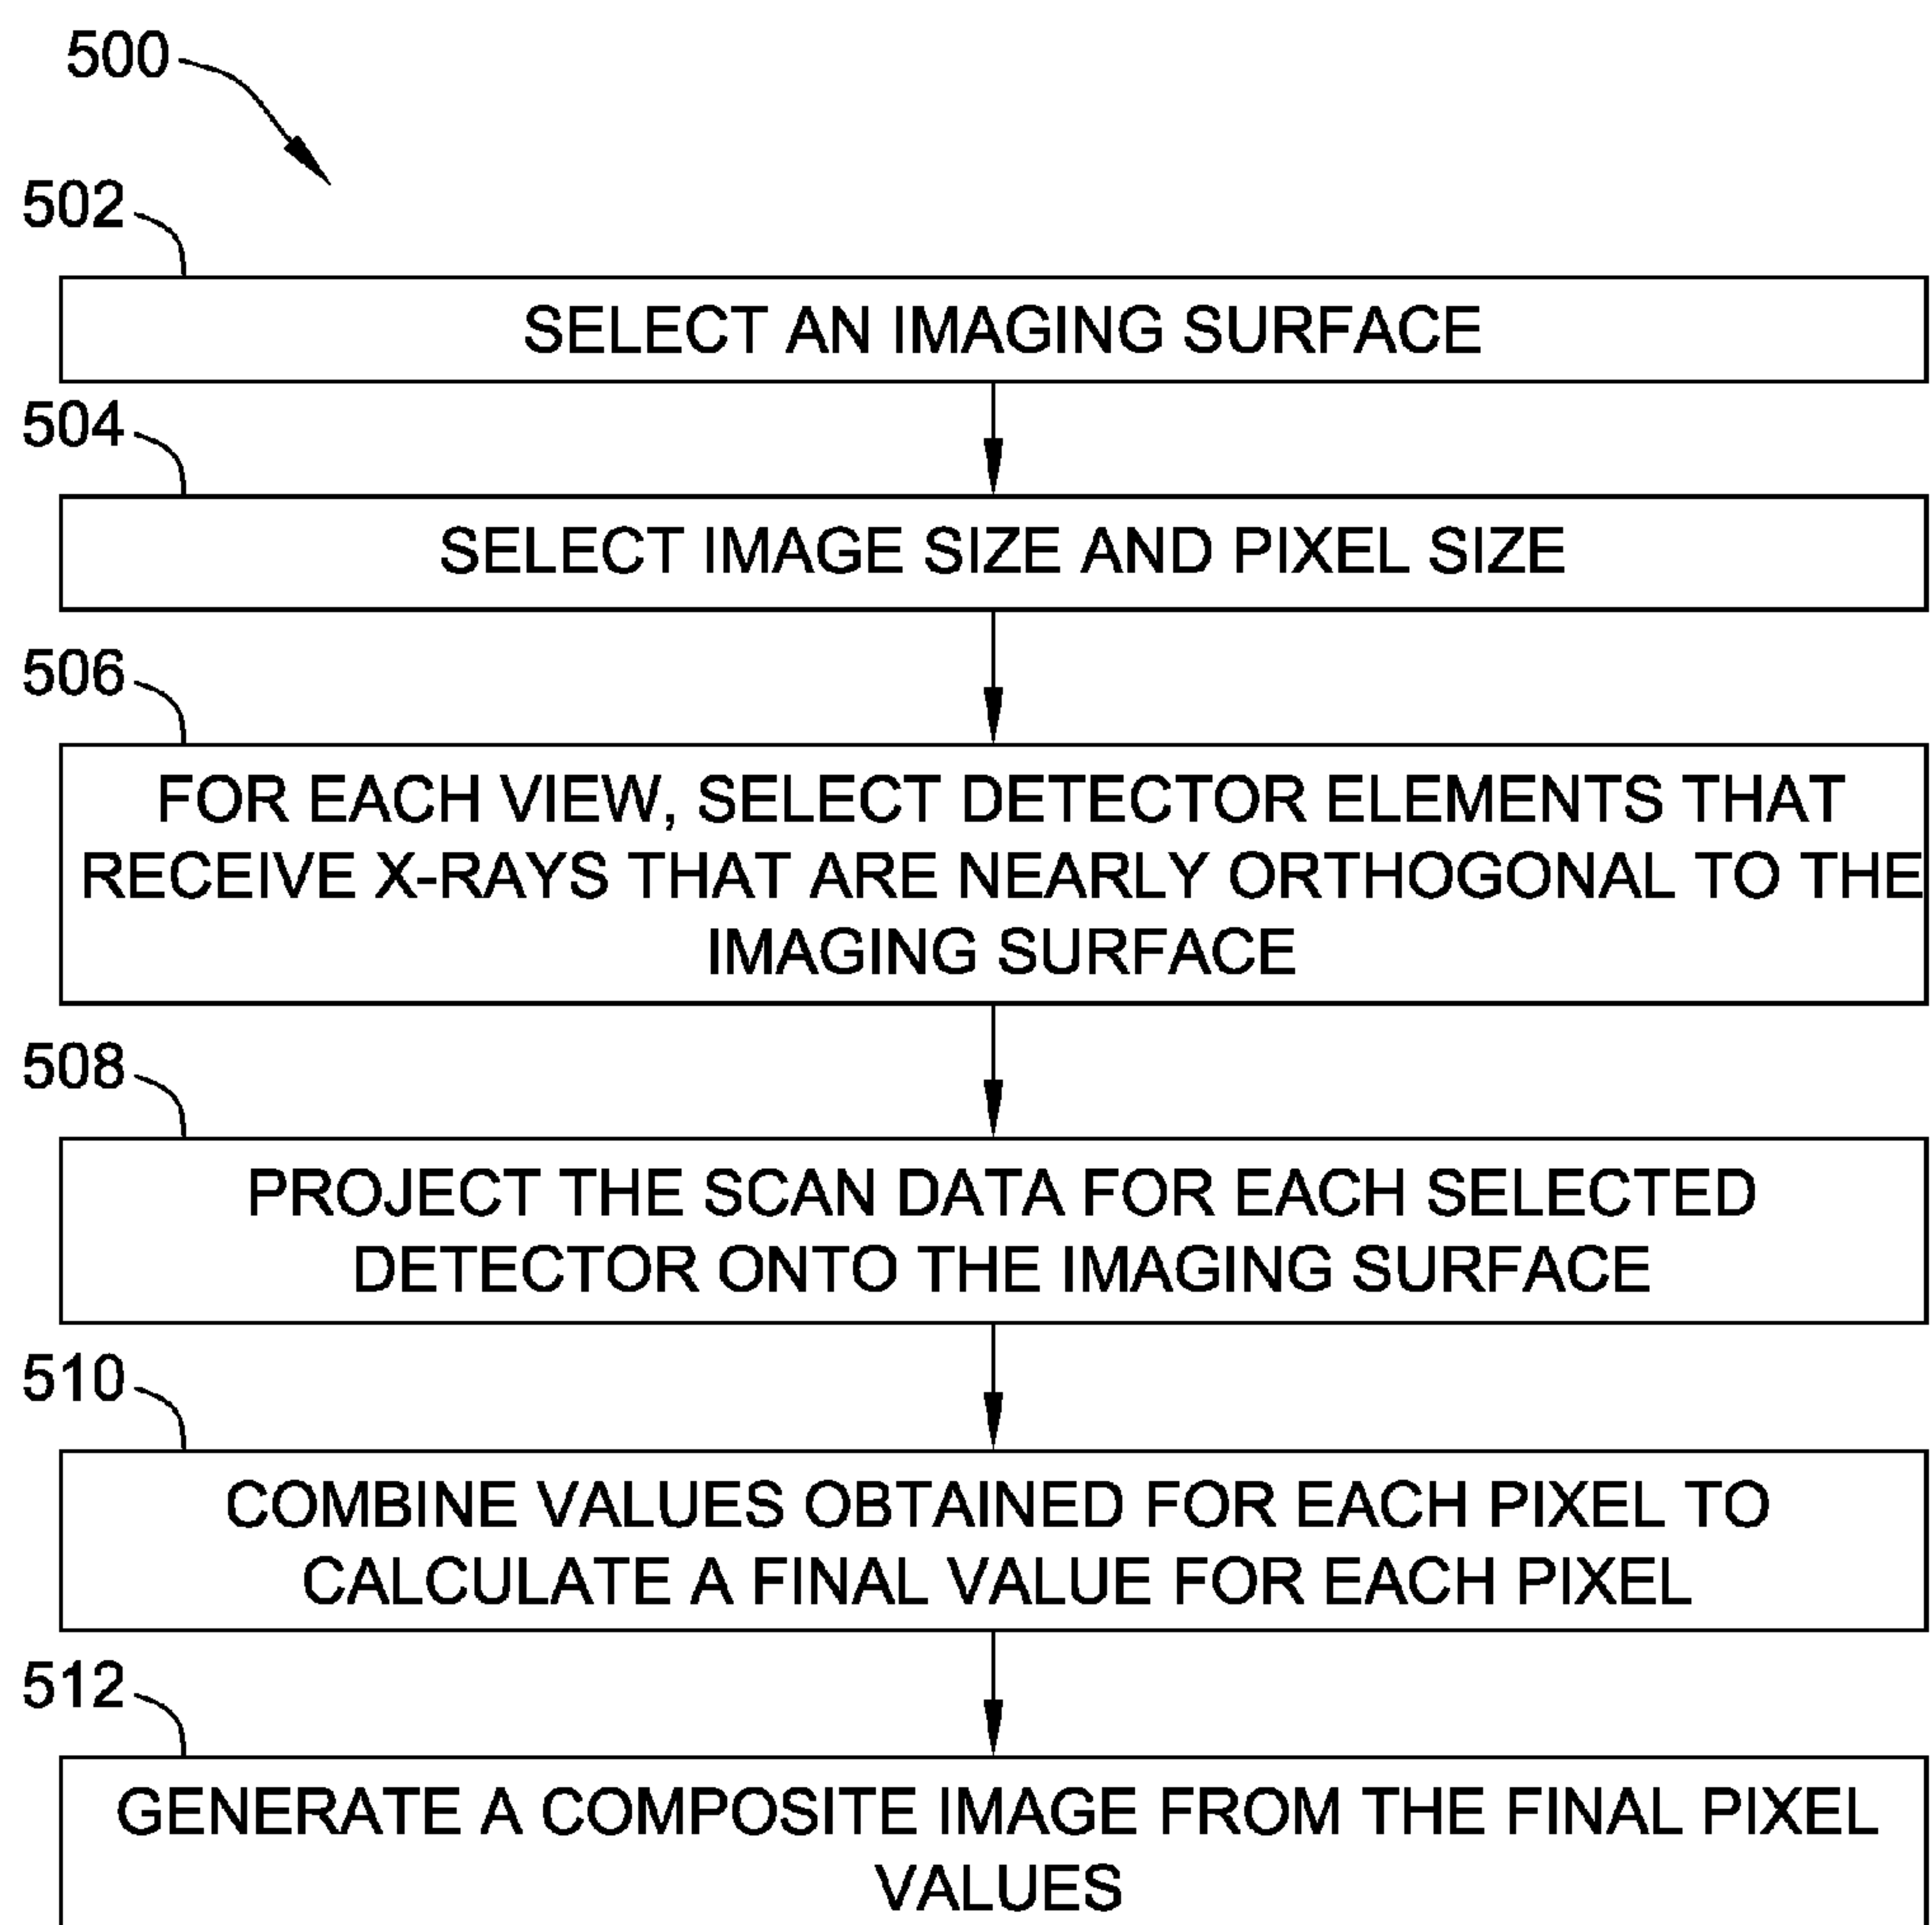 500
502
SELECT AN IMAGING SURFACE
504
SELECT IMAGE SIZE AND PIXEL SIZE
506
FOR EACH VIEW, SELECT DETECTOR ELEMENTS THAT
RECEIVE X-RAYS THAT ARE NEARLY ORTHOGONAL TO THE
IMAGING SURFACE
508
PROJECT THE SCAN DATA FOR EACH SELECTED
DETECTOR ONTO THE IMAGING SURFACE
510
COMBINE VALUES OBTAINED FOR EACH PIXEL TO
CALCULATE A FINAL VALUE FOR EACH PIXEL
512
GENERATE A COMPOSITE IMAGE FROM THE FINAL PIXEL
VALUES